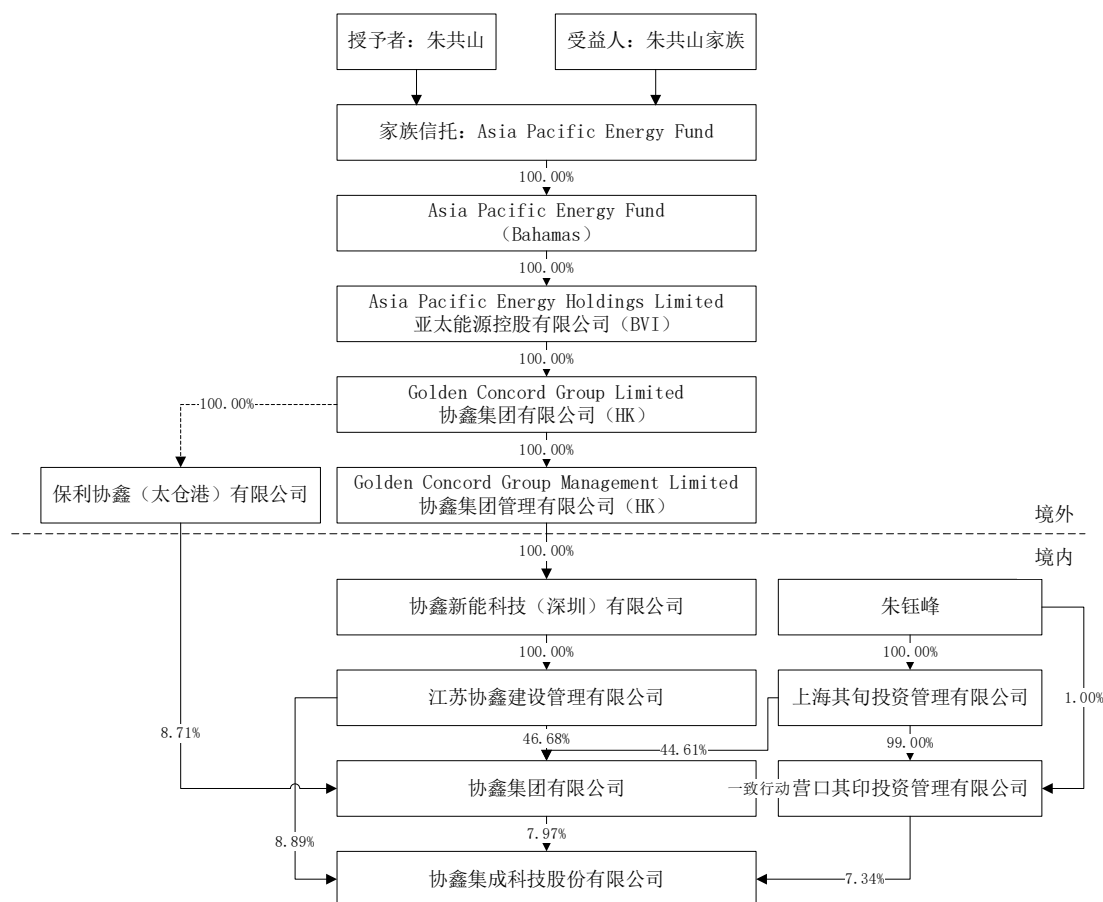 授予者：朱共山
受益人：朱共山家族
家族信托：Asia Pacific Energy Fund
100.00%
Asia Pacific Energy Fund
（Bahamas）
100.00%
Asia Pacific Energy Holdings Limited
亚太能源控股有限公司（BVI）
100.00%
Golden Concord Group Limited
协鑫集团有限公司（HK）
100.00%
100.00%
保利协鑫（太仓港）有限公司
Golden Concord Group Management Limited
协鑫集团管理有限公司（HK）
境外
100.00%
境内
协鑫新能科技（深圳）有限公司
朱钰峰
100.00%
100.00%
江苏协鑫建设管理有限公司
上海其旬投资管理有限公司
1.00%
8.71%
46.68%
44.61%
99.00%
协鑫集团有限公司
一致行动
营口其印投资管理有限公司
8.89%
7.97%
7.34%
协鑫集成科技股份有限公司